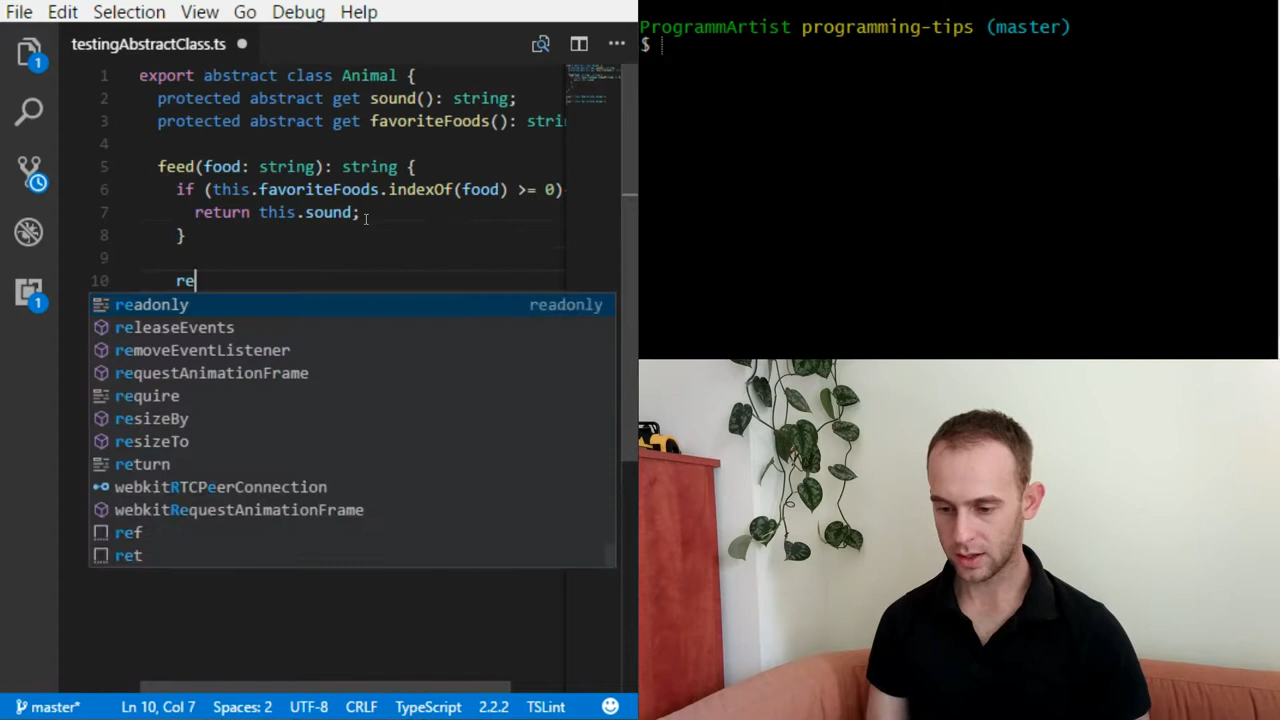 File Edit Selection View Go Debug Help
testingAbstractClass.ts
1 export abstract class Animal {
2 protected abstract get sound(): string;
3 protected abstract get favoriteFoods(): stri
4
5 feed(food: string): string {
6 if (this.favoriteFoods.indexOf(food) >= 0)
7 return this.sound;
8 }
9
10 re
readonly readonly
releaseEvents
removeEventListener
requestAnimationFrame
require
resizeBy
resizeTo
return
webkitRTCPeerConnection
webkitRequestAnimationFrame
ref
ret
1
1
master* Ln 10, Col 7 Spaces: 2 UTF-8 CRLF TypeScript 2.2.2 TSLint
ProgrammArtist programming-tips (master)
$